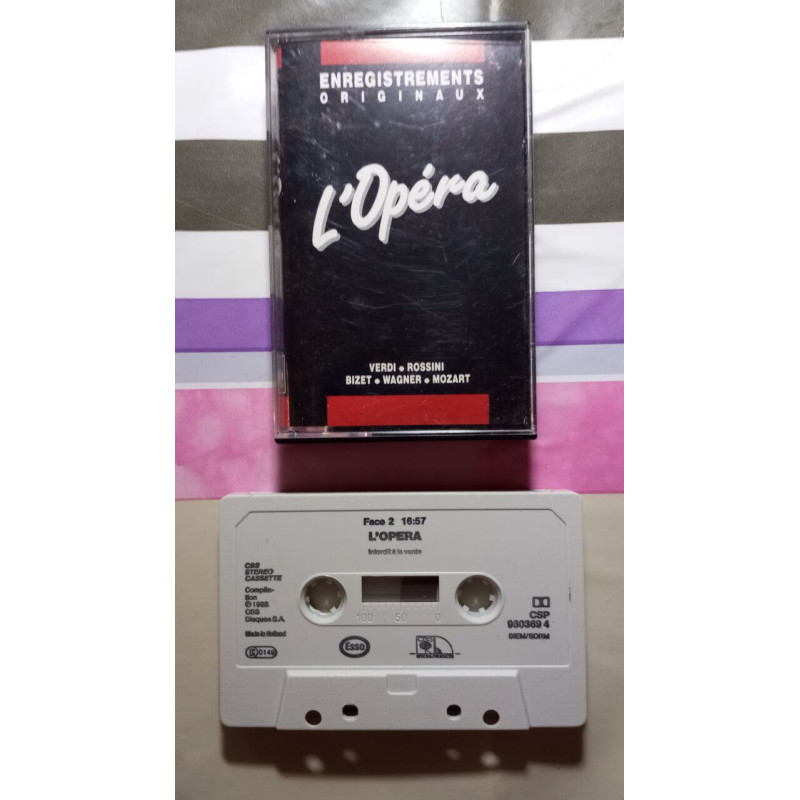 ENREGISTREMENTS
ORIGINAUX
L'Opéra
VERDI • ROSSINI
BIZET • WAGNER • MOZART
Face 2 16:57
L'OPERA
Interdit à la vente
CBS
STEREO
CASSETTE
Compila-
tion
CBS
Disques S.A.
Made in Holland
0149
100 50 0
Esso
CSP
980369 4
SIEM/SDRM